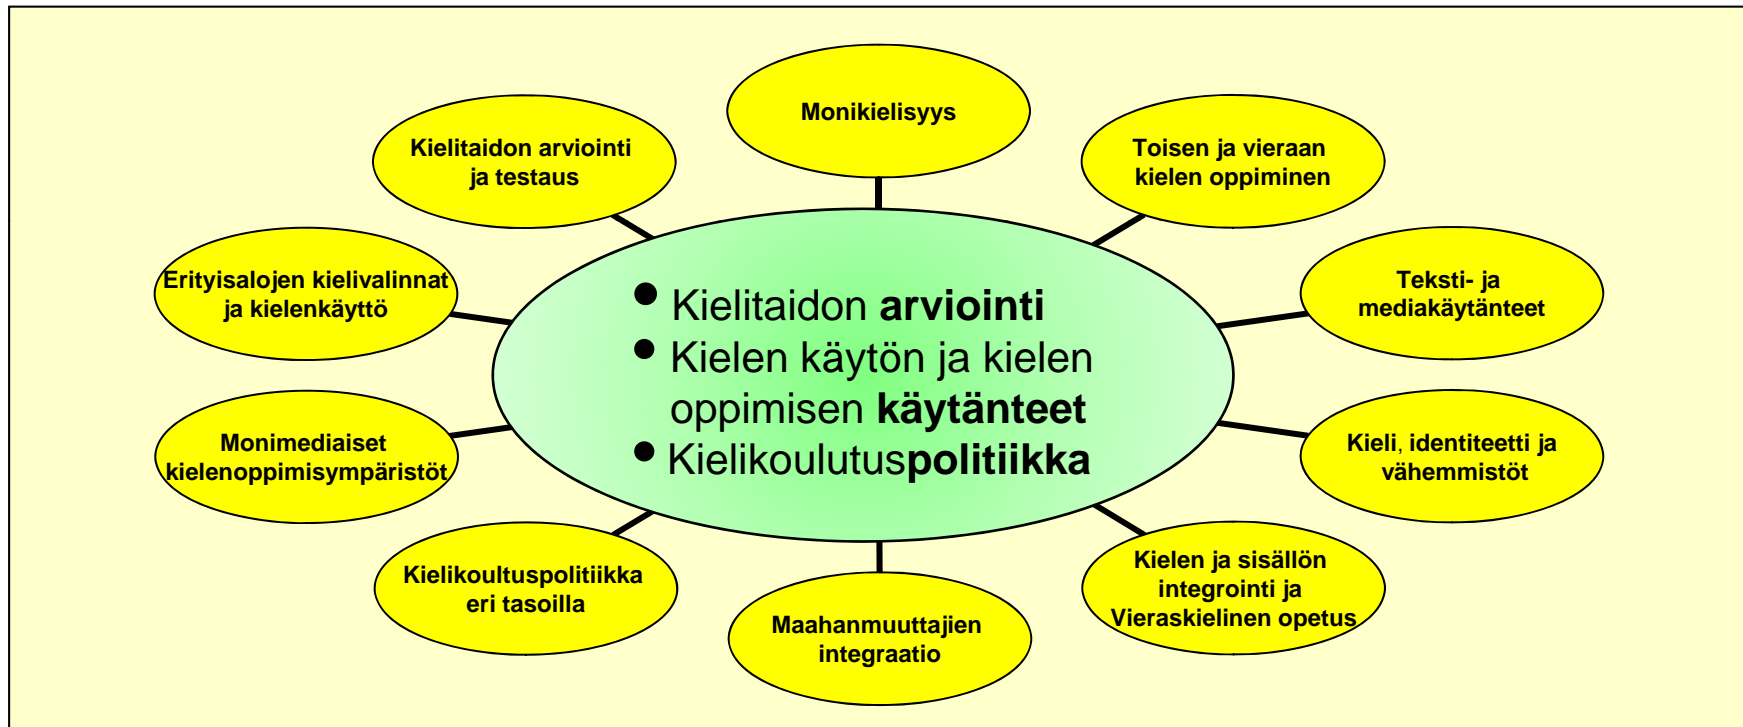 Monikielisyys
Kielitaidon arviointi
ja testaus
Toisen ja vieraan
kielen oppiminen
Erityisalojen kielivalinnat
ja kielenkäyttö
Teksti- ja
mediakäytänteet
• Kielitaidon arviointi
• Kielen käytön ja kielen
oppimisen käytänteet
• Kielikoulutuspolitiikka
Monimediaiset
kielenoppimisympäristöt
Kieli, identiteetti ja
vähemmistöt
Kielikoultuspolitiikka
eri tasoilla
Maahanmuuttajien
integraatio
Kielen ja sisällön
integrointi ja
Vieraskielinen opetus